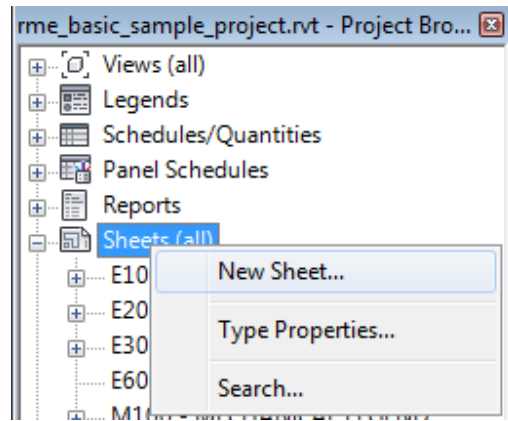 rme_basic_sample_project.rvt - Project Bro...
Views (all)
Legends
Schedules/Quantities
Panel Schedules
Reports
Sheets (all)
New Sheet...
E10
E20
Type Properties...
E30
E60
Search...